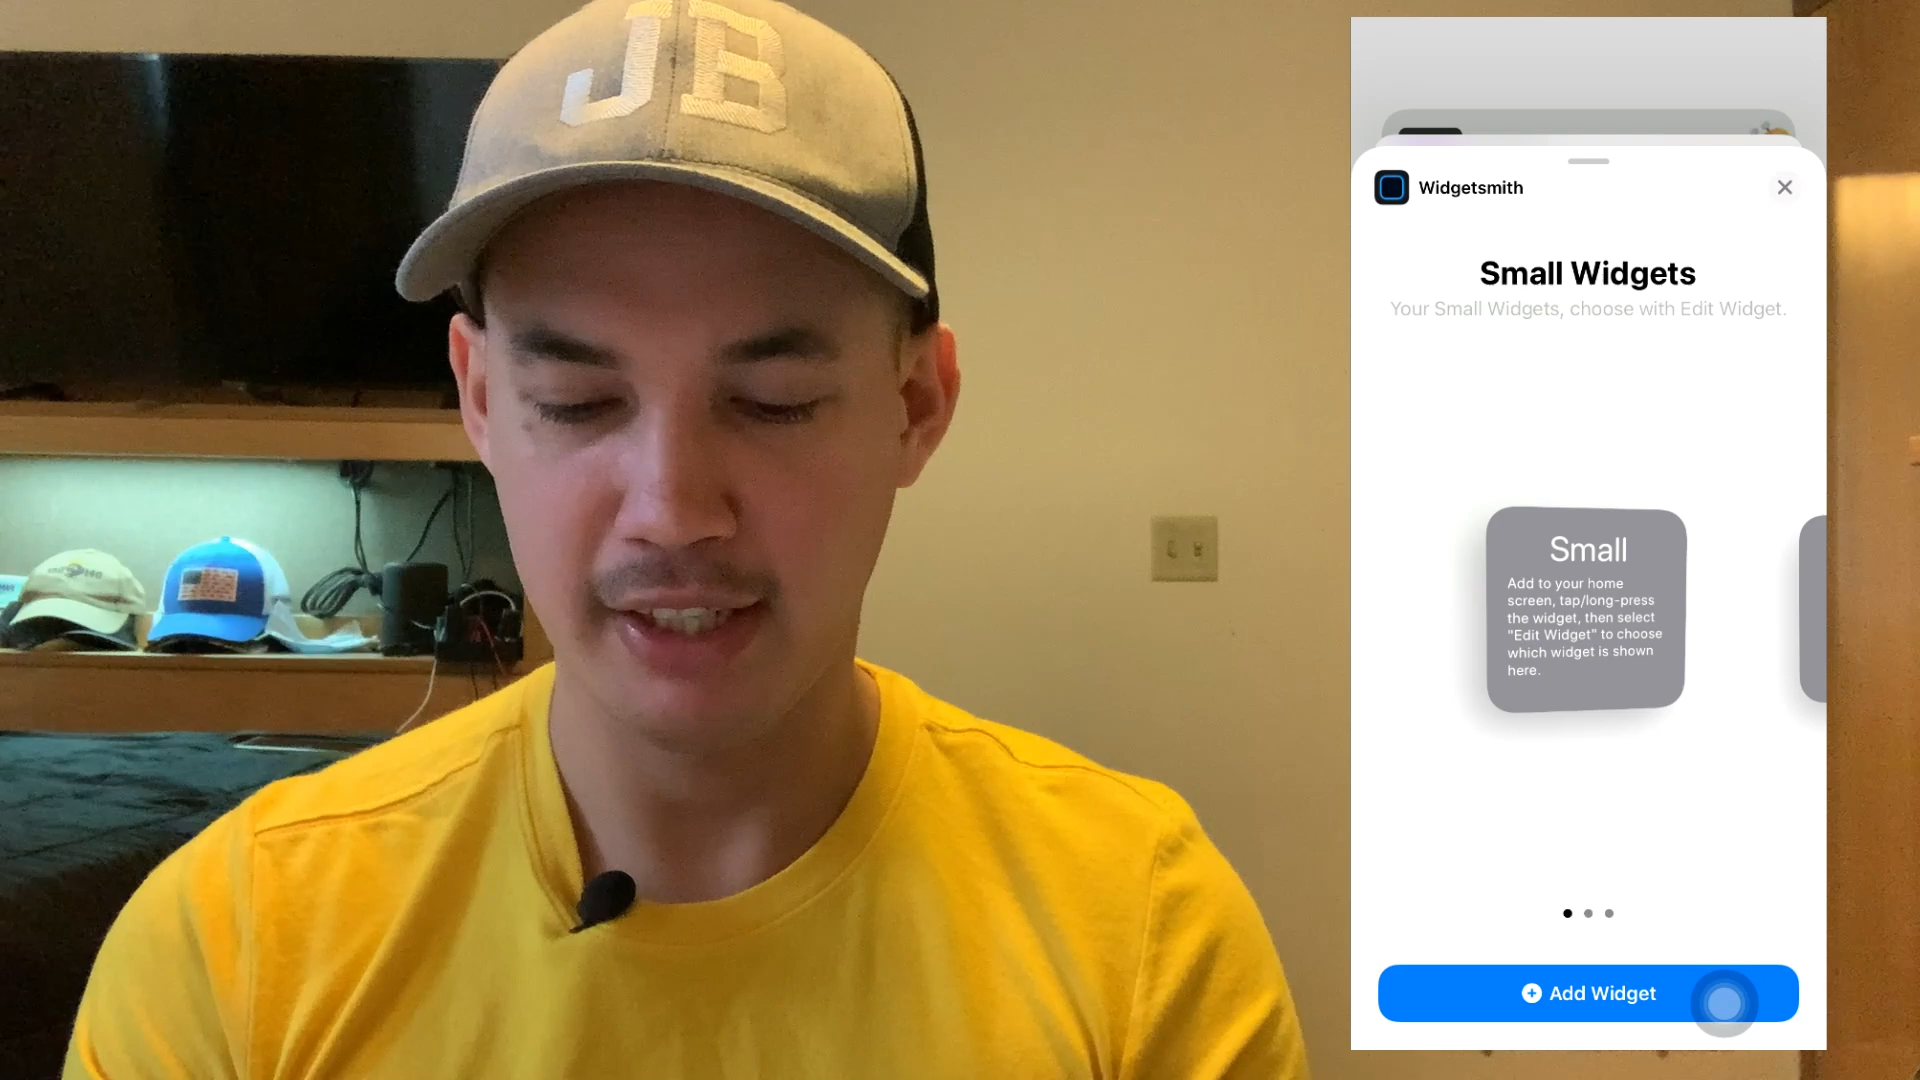 JB
Widgetsmith
Small Widgets
Your Small Widgets, choose with Edit Widget.
Small
Add to your home
screen, tap/long-press
the widget, then select
"Edit Widget" to choose
which widget is shown
here.
Add Widget